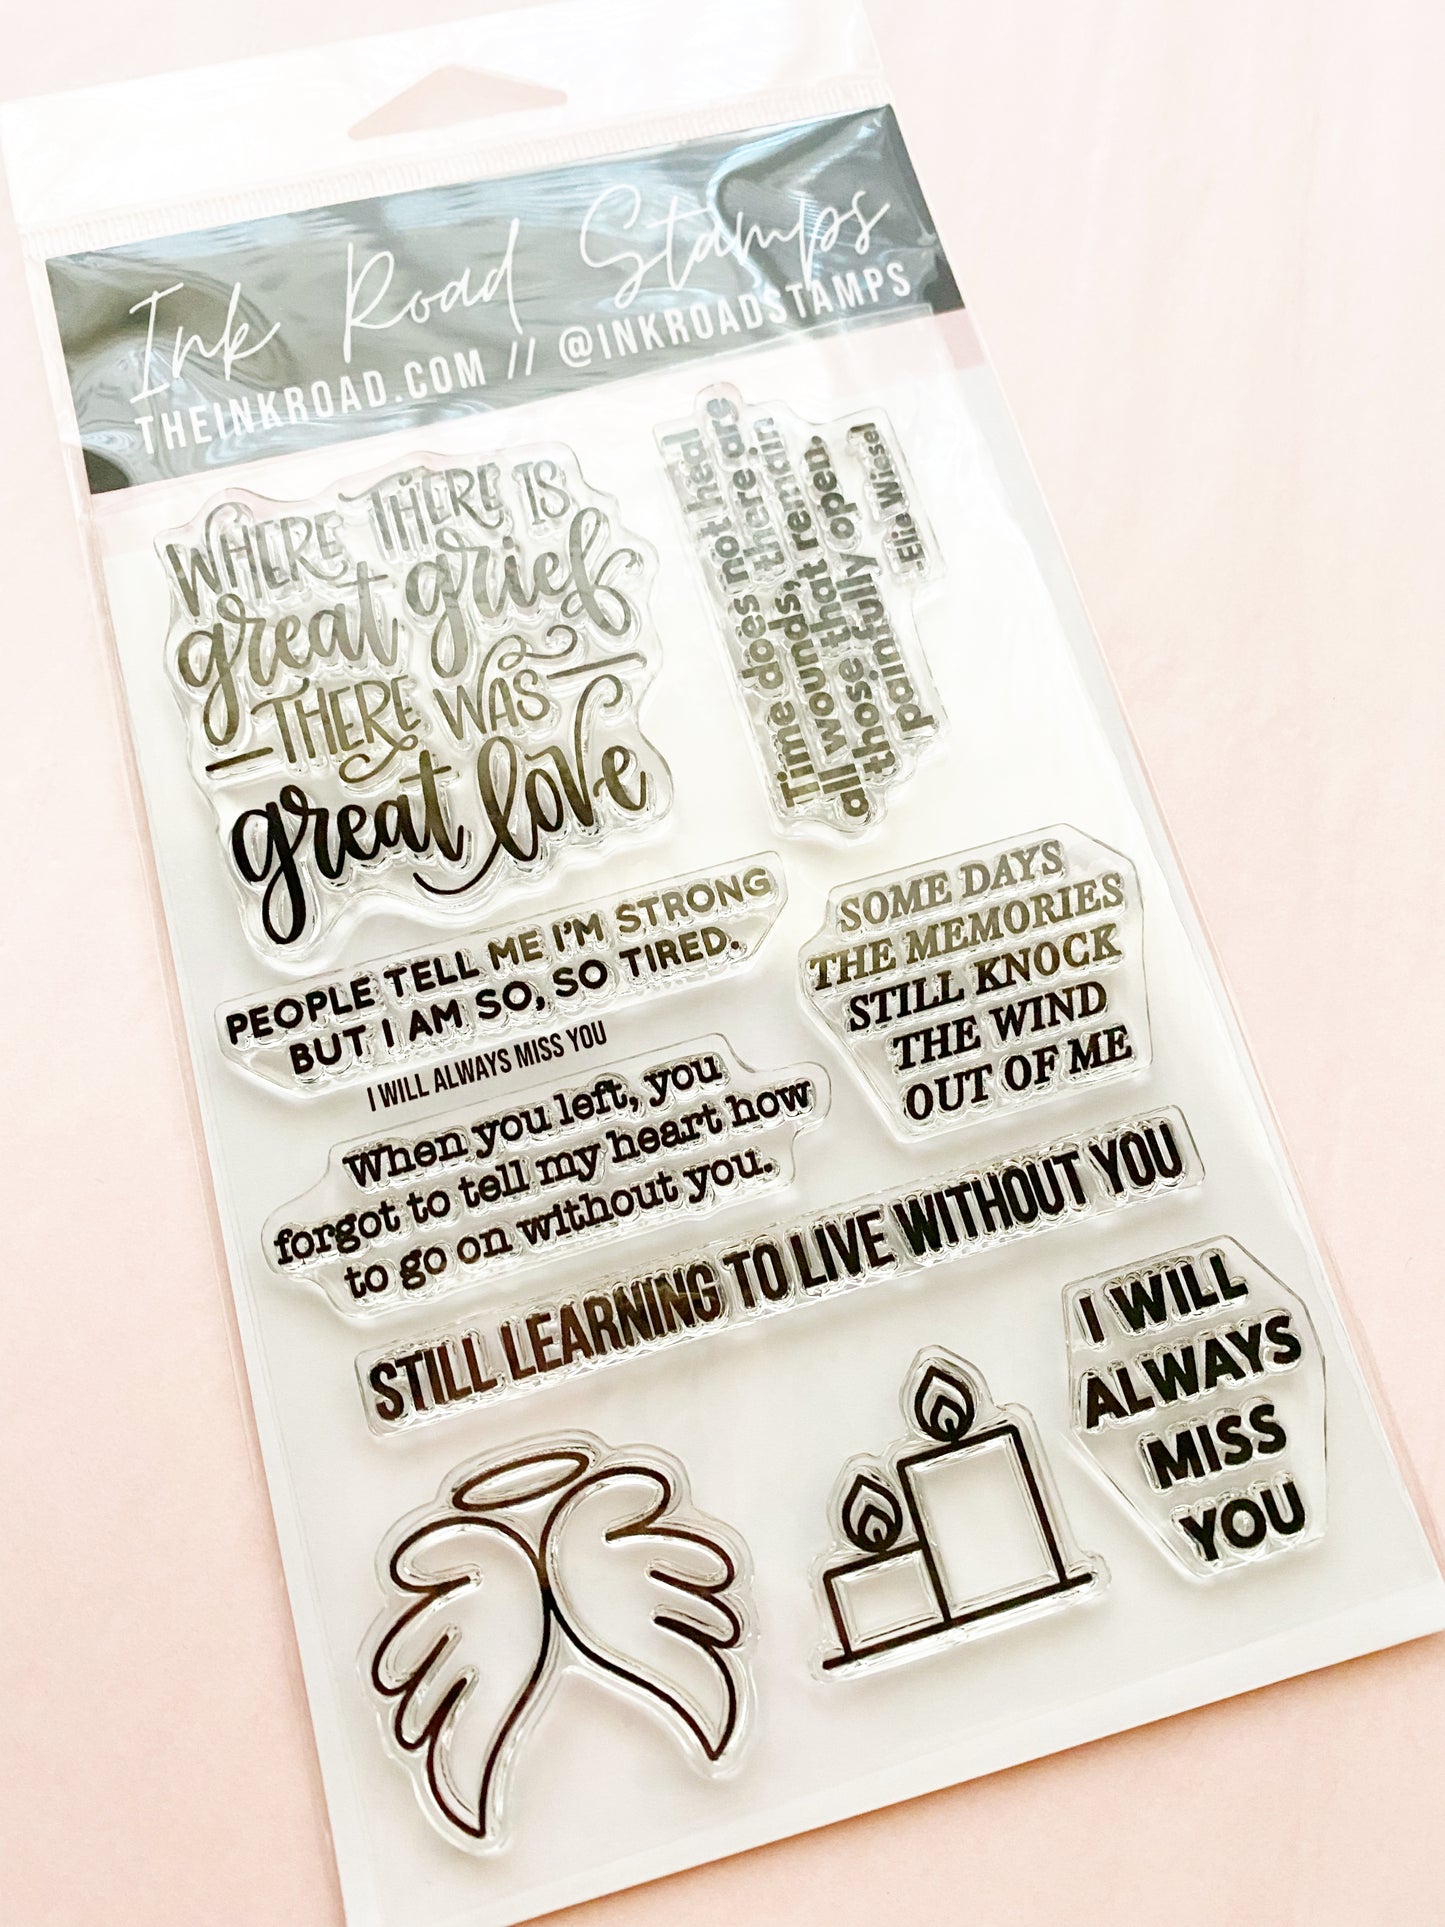 Ink Road Stamps
THEINKROAD.COM // @INKROADSTAMPS
WHERE THERE IS
great grief
THERE WAS
great love
Time does not heal
all wounds, there are
those that remain
painfully open.
-Elie Wiesel
PEOPLE TELL ME I'M STRONG
BUT I AM SO, SO TIRED.
I WILL ALWAYS MISS YOU
SOME DAYS
THE MEMORIES
STILL KNOCK
THE WIND
OUT OF ME
When you left, you
forgot to tell my heart how
to go on without you.
STILL LEARNING TO LIVE WITHOUT YOU
I WILL
ALWAYS
MISS
YOU